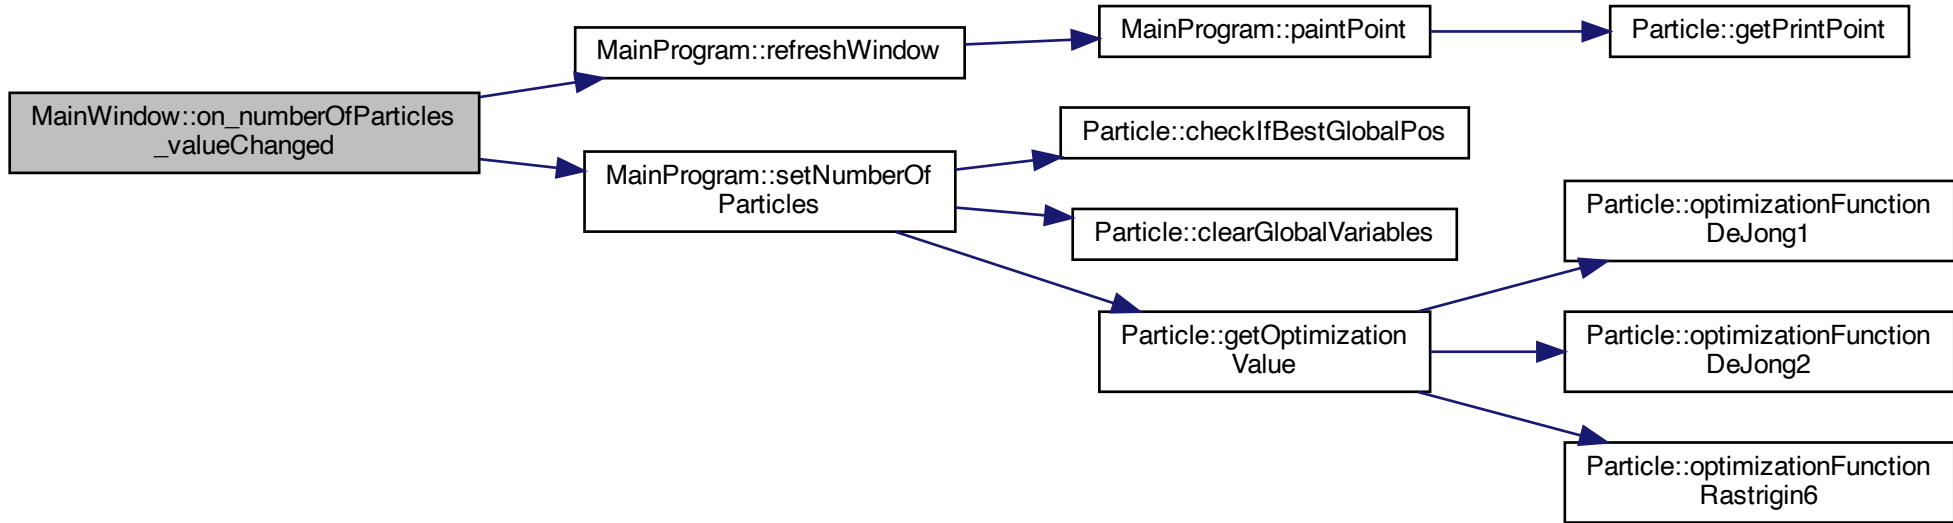 MainWindow::on_numberOfParticles
_valueChanged
MainProgram::refreshWindow
MainProgram::paintPoint
Particle::getPrintPoint
MainProgram::setNumberOf
Particles
Particle::checkIfBestGlobalPos
Particle::clearGlobalVariables
Particle::getOptimization
Value
Particle::optimizationFunction
DeJong1
Particle::optimizationFunction
DeJong2
Particle::optimizationFunction
Rastrigin6